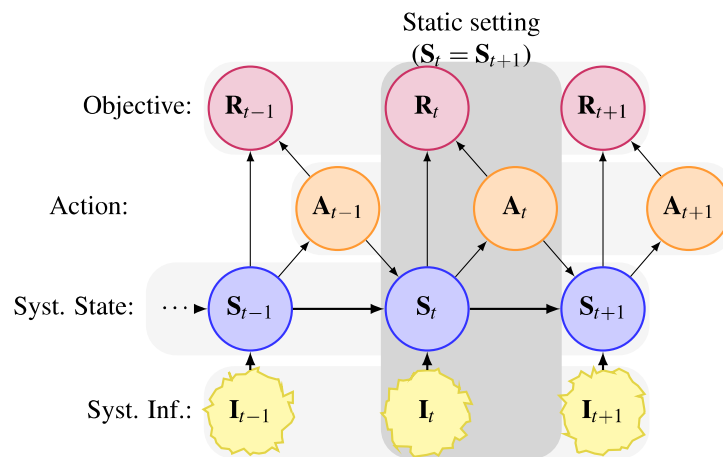 Static setting
(S_t = S_{t+1})
Objective: R_{t−1} R_t R_{t+1}
Action: A_{t−1} A_t A_{t+1}
Syst. State: ⋯ S_{t−1} S_t S_{t+1}
Syst. Inf.: I_{t−1} I_t I_{t+1}